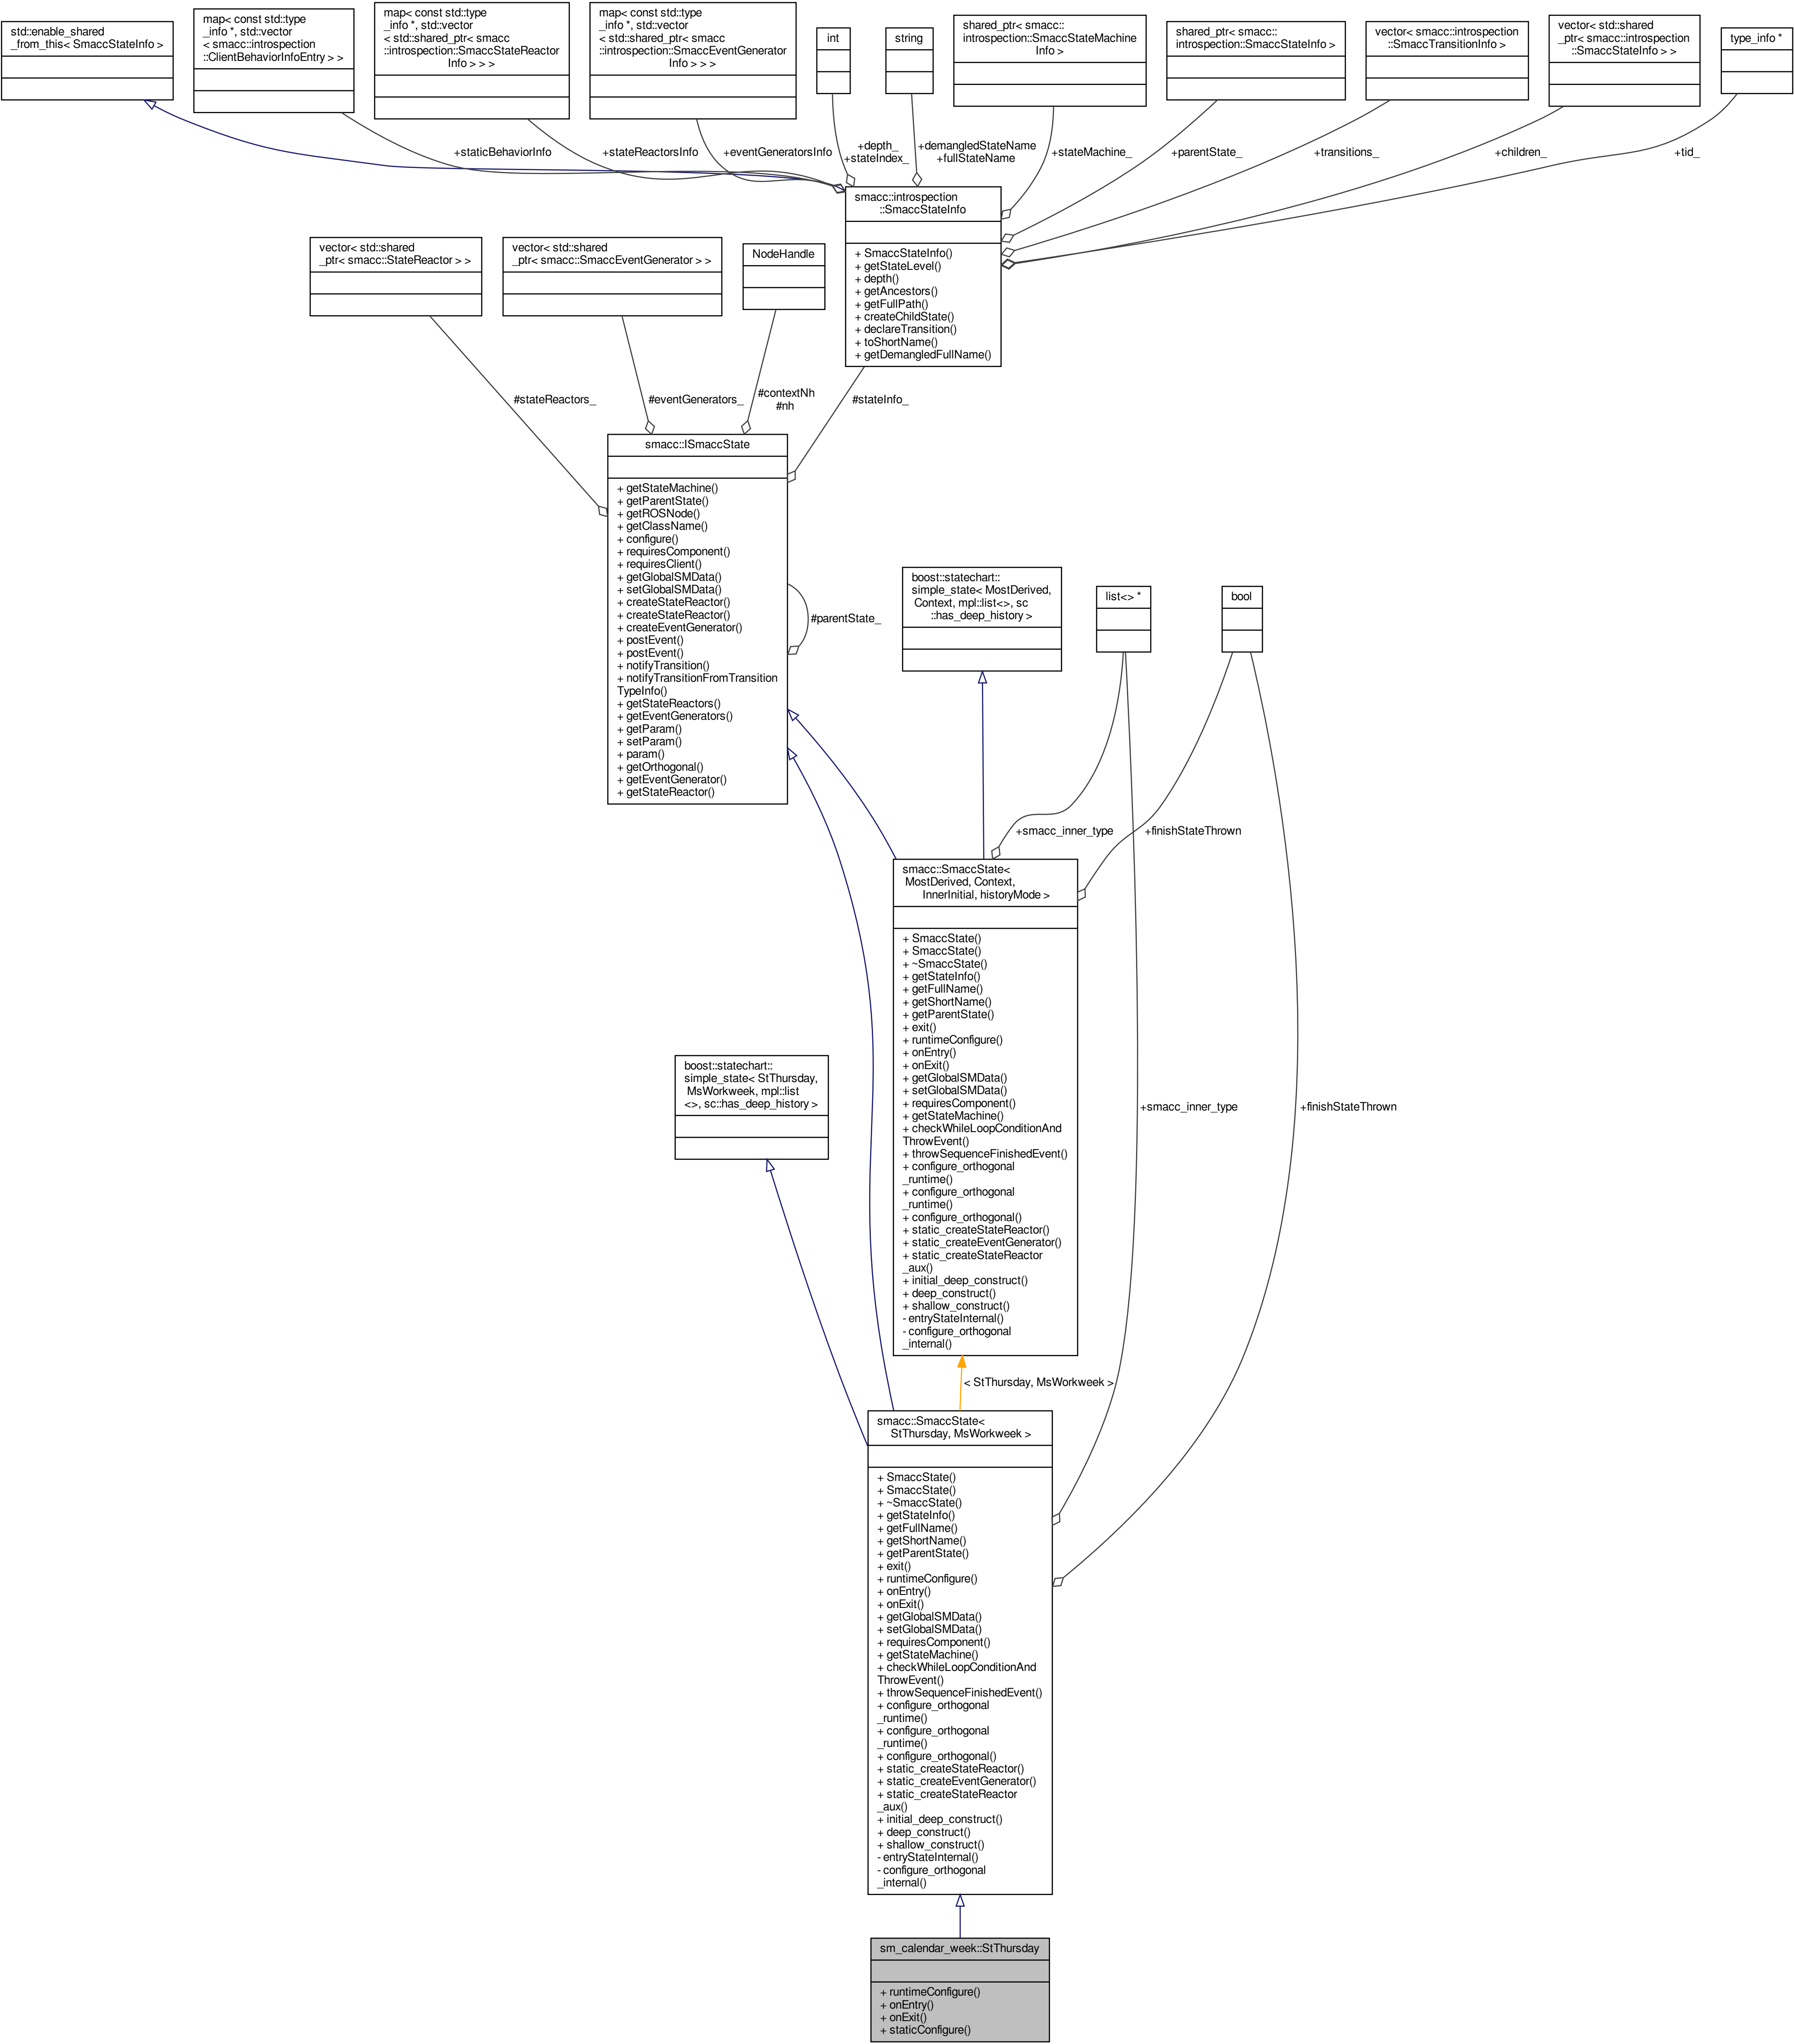 std::enable_shared
_from_this< SmaccStateInfo >
map< const std::type
_info *, std::vector
< smacc::introspection
::ClientBehaviorInfoEntry > >
map< const std::type
_info *, std::vector
< std::shared_ptr< smacc
::introspection::SmaccStateReactor
Info > > >
map< const std::type
_info *, std::vector
< std::shared_ptr< smacc
::introspection::SmaccEventGenerator
Info > > >
int
string
shared_ptr< smacc::
introspection::SmaccStateMachine
Info >
shared_ptr< smacc::
introspection::SmaccStateInfo >
vector< smacc::introspection
::SmaccTransitionInfo >
vector< std::shared
_ptr< smacc::introspection
::SmaccStateInfo > >
type_info *
+staticBehaviorInfo
+stateReactorsInfo
+eventGeneratorsInfo
+depth_
+stateIndex_
+demangledStateName
+fullStateName
+stateMachine_
+parentState_
+transitions_
+children_
+tid_
smacc::introspection
::SmaccStateInfo
+ SmaccStateInfo()
+ getStateLevel()
+ depth()
+ getAncestors()
+ getFullPath()
+ createChildState()
+ declareTransition()
+ toShortName()
+ getDemangledFullName()
vector< std::shared
_ptr< smacc::StateReactor > >
vector< std::shared
_ptr< smacc::SmaccEventGenerator > >
NodeHandle
#stateReactors_
#eventGenerators_
#contextNh
#nh
#stateInfo_
smacc::ISmaccState
+ getStateMachine()
+ getParentState()
+ getROSNode()
+ getClassName()
+ configure()
+ requiresComponent()
+ requiresClient()
+ getGlobalSMData()
+ setGlobalSMData()
+ createStateReactor()
+ createStateReactor()
+ createEventGenerator()
+ postEvent()
+ postEvent()
+ notifyTransition()
+ notifyTransitionFromTransition
TypeInfo()
+ getStateReactors()
+ getEventGenerators()
+ getParam()
+ setParam()
+ param()
+ getOrthogonal()
+ getEventGenerator()
+ getStateReactor()
#parentState_
boost::statechart::
simple_state< MostDerived,
Context, mpl::list<>, sc
::has_deep_history >
list<> *
bool
+smacc_inner_type
+finishStateThrown
smacc::SmaccState<
MostDerived, Context,
InnerInitial, historyMode >
+ SmaccState()
+ SmaccState()
+ ~SmaccState()
+ getStateInfo()
+ getFullName()
+ getShortName()
+ getParentState()
+ exit()
+ runtimeConfigure()
+ onEntry()
+ onExit()
+ getGlobalSMData()
+ setGlobalSMData()
+ requiresComponent()
+ getStateMachine()
+ checkWhileLoopConditionAnd
ThrowEvent()
+ throwSequenceFinishedEvent()
+ configure_orthogonal
_runtime()
+ configure_orthogonal
_runtime()
+ configure_orthogonal()
+ static_createStateReactor()
+ static_createEventGenerator()
+ static_createStateReactor
_aux()
+ initial_deep_construct()
+ deep_construct()
+ shallow_construct()
- entryStateInternal()
- configure_orthogonal
_internal()
boost::statechart::
simple_state< StThursday,
MsWorkweek, mpl::list
<>, sc::has_deep_history >
+smacc_inner_type
+finishStateThrown
< StThursday, MsWorkweek >
smacc::SmaccState<
StThursday, MsWorkweek >
+ SmaccState()
+ SmaccState()
+ ~SmaccState()
+ getStateInfo()
+ getFullName()
+ getShortName()
+ getParentState()
+ exit()
+ runtimeConfigure()
+ onEntry()
+ onExit()
+ getGlobalSMData()
+ setGlobalSMData()
+ requiresComponent()
+ getStateMachine()
+ checkWhileLoopConditionAnd
ThrowEvent()
+ throwSequenceFinishedEvent()
+ configure_orthogonal
_runtime()
+ configure_orthogonal
_runtime()
+ configure_orthogonal()
+ static_createStateReactor()
+ static_createEventGenerator()
+ static_createStateReactor
_aux()
+ initial_deep_construct()
+ deep_construct()
+ shallow_construct()
- entryStateInternal()
- configure_orthogonal
_internal()
sm_calendar_week::StThursday
+ runtimeConfigure()
+ onEntry()
+ onExit()
+ staticConfigure()